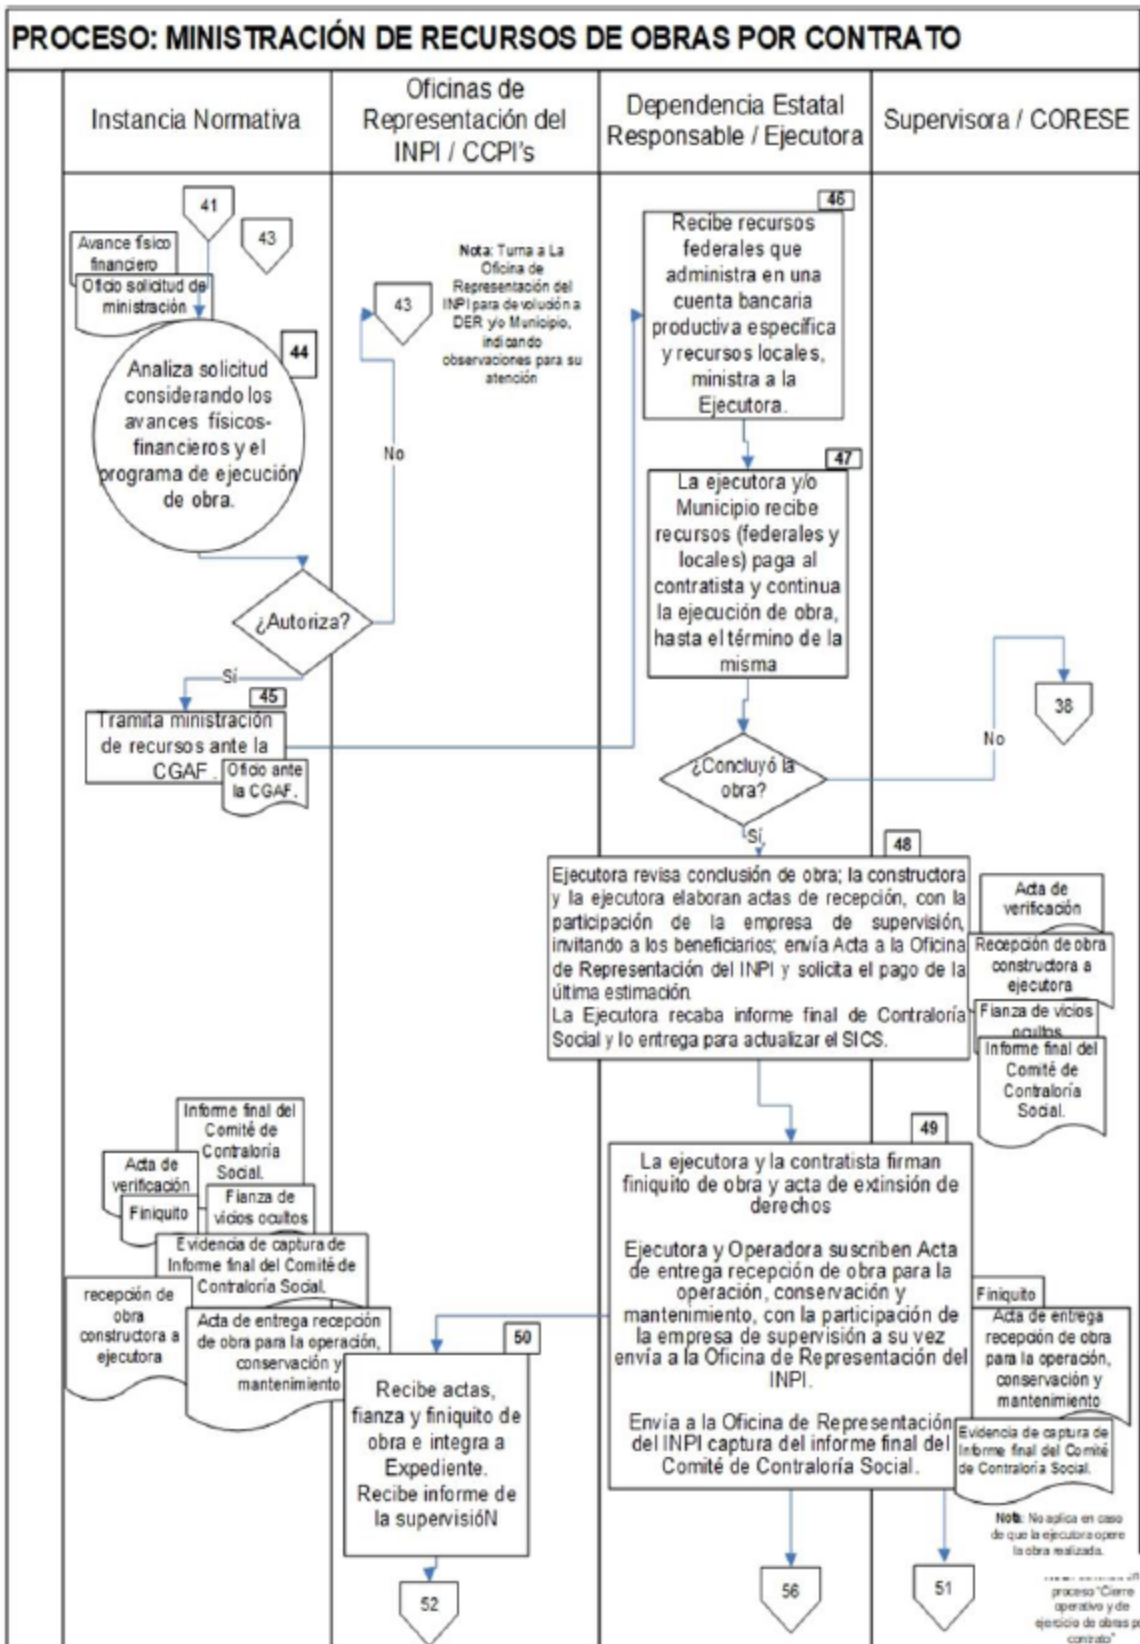 PROCESO: MINISTRACIÓN DE RECURSOS DE OBRAS POR CONTRATO
Instancia Normativa
Oficinas de
Representación del
INPI / CCPI's
Dependencia Estatal
Responsable / Ejecutora
Supervisora / CORESE
41
43
Avance físico
financiero
Oficio solicitud de
ministración
44
Analiza solicitud
considerando los
avances físicos-
financieros y el
programa de ejecución
de obra.
¿Autoriza?
Sí
45
Tramita ministración
de recursos ante la
CGAF.
Oficio ante
la CGAF.
43
No
Nota: Turna a La
Oficina de
Representación del
INPI para devolución a
DER y/o Municipio,
indicando
observaciones para su
atención
46
Recibe recursos
federales que
administra en una
cuenta bancaria
productiva específica
y recursos locales,
ministra a la
Ejecutora.
47
La ejecutora y/o
Municipio recibe
recursos (federales y
locales) paga al
contratista y continua
la ejecución de obra,
hasta el término de la
misma
¿Concluyó la
obra?
No
38
Sí
48
Ejecutora revisa conclusión de obra; la constructora
y la ejecutora elaboran actas de recepción, con la
participación de la empresa de supervisión,
invitando a los beneficiarios; envía Acta a la Oficina
de Representación del INPI y solicita el pago de la
última estimación.
La Ejecutora recaba informe final de Contraloría
Social y lo entrega para actualizar el SICS.
Acta de
verificación
Recepción de obra
constructora a
ejecutora
Fianza de vicios
ocultos
Informe final del
Comité de
Contraloría
Social.
49
La ejecutora y la contratista firman
finiquito de obra y acta de extinsión de
derechos
Ejecutora y Operadora suscriben Acta
de entrega recepción de obra para la
operación, conservación y
mantenimiento, con la participación de
la empresa de supervisión a su vez
envía a la Oficina de Representación del
INPI.
Envía a la Oficina de Representación
del INPI captura del informe final del
Comité de Contraloría Social.
Finiquito
Acta de entrega
recepción de obra
para la operación,
conservación y
mantenimiento
Evidencia de captura de
Informe final del Comité
de Contraloría Social.
Informe final del
Comité de
Contraloría
Social.
Acta de
verificación
Finiquito
Fianza de
vicios ocultos
Evidencia de captura de
Informe final del Comité de
Contraloría Social.
recepción de
obra
constructora a
ejecutora
Acta de entrega recepción
de obra para la operación,
conservación y
mantenimiento
50
Recibe actas,
fianza y finiquito de
obra e integra a
Expediente.
Recibe informe de
la supervisióN
52
56
51
Nota: No aplica en caso
de que la ejecutora opere
la obra realizada.
proceso "Cierre
operativo y de
ejercicio de obras
contrato"